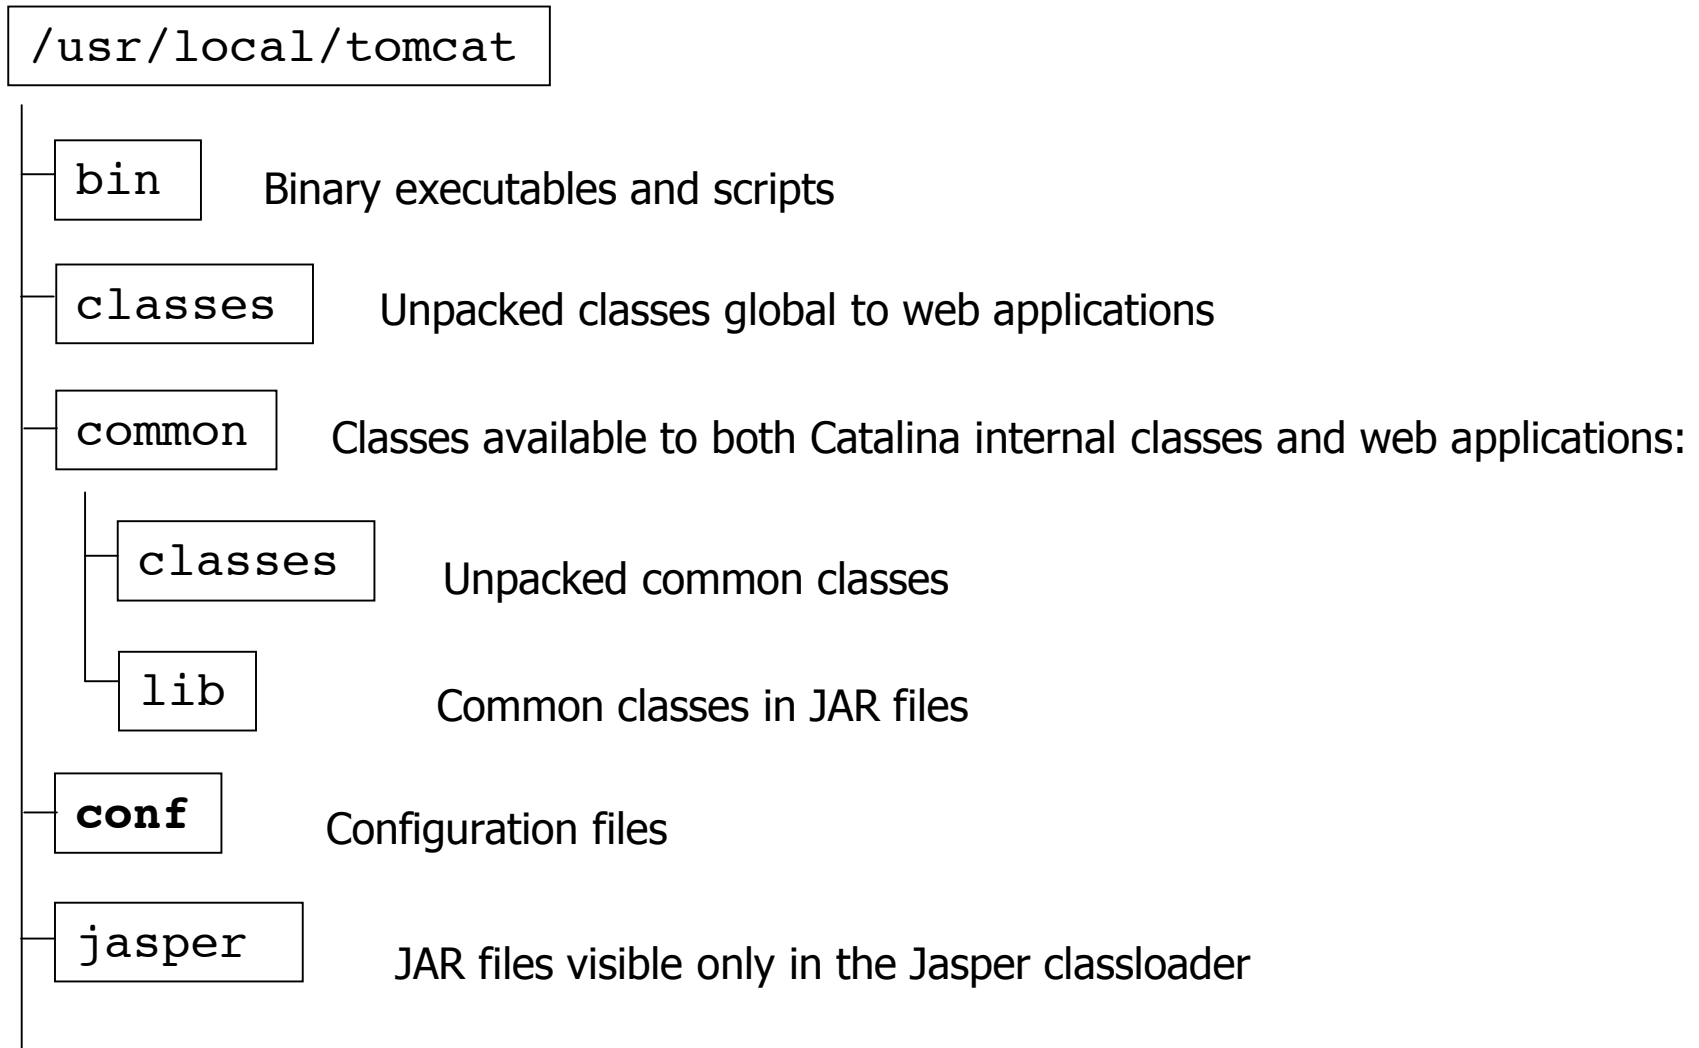 /usr/local/tomcat
bin Binary executables and scripts
classes Unpacked classes global to web applications
common Classes available to both Catalina internal classes and web applications:
classes Unpacked common classes
lib Common classes in JAR files
conf Configuration files
jasper JAR files visible only in the Jasper classloader